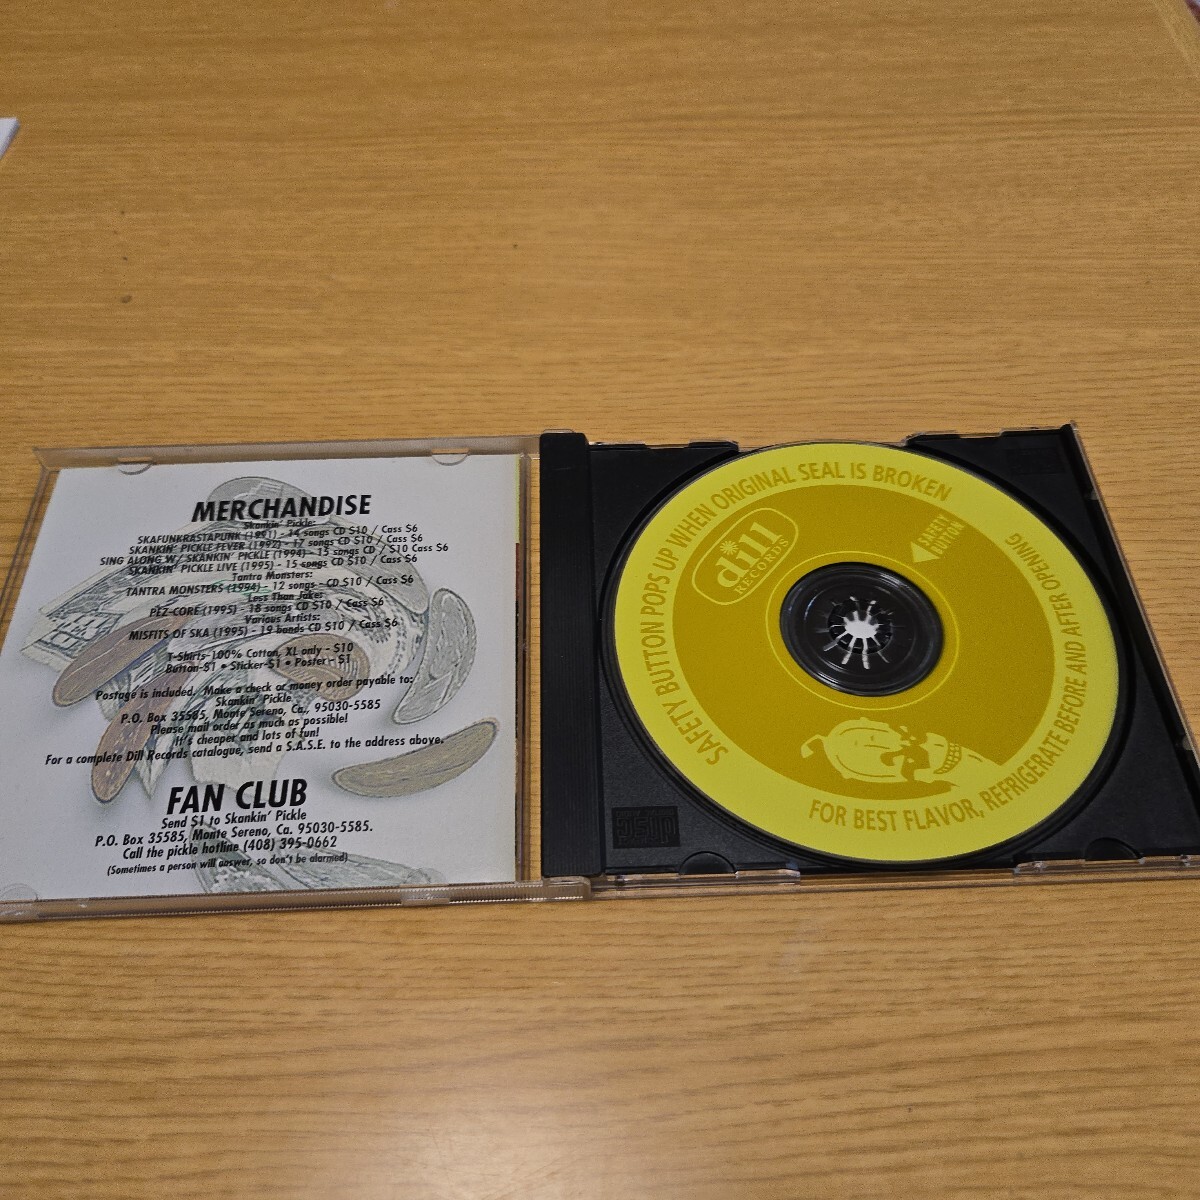 MERCHANDISE
Skankin' Pickle:
SKAFUNKRASTAPUNK (1991) - 14 songs CD $10 / Cass $6
SKANKIN' PICKLE FEVER (1992) - 17 songs CD $10 / Cass $6
SING ALONG W/ SKANKIN' PICKLE (1994) - 15 songs CD / $10 Cass $6
SKANKIN' PICKLE LIVE (1995) - 15 songs CD $10 / Cass $6
Tantra Monsters:
TANTRA MONSTERS (1994) - 12 songs - CD $10 / Cass $6
Less Than Jake:
PEZ-CORE (1995) - 18 songs CD $10 / Cass $6
Various Artists:
MISFITS OF SKA (1995) - 19 bands CD $10 / Cass $6
T-Shirts-100% Cotton, XL only - $10
Button-$1 • Sticker-$1 • Poster - $1
Postage is included. Make a check or money order payable to:
Skankin' Pickle
P.O. Box 35585, Monte Sereno, Ca., 95030-5585
Please mail order as much as possible!
It's cheaper and lots of fun!
For a complete Dill Records catalogue, send a S.A.S.E. to the address above.
FAN CLUB
Send $1 to Skankin' Pickle
P.O. Box 35585, Monte Sereno, Ca. 95030-5585.
Call the pickle hotline (408) 395-0662
(Sometimes a person will answer, so don't be alarmed)
SAFETY BUTTON POPS UP WHEN ORIGINAL SEAL IS BROKEN
SAFETY
BUTTON
dill
RECORDS
FOR BEST FLAVOR, REFRIGERATE BEFORE AND AFTER OPENING
disc